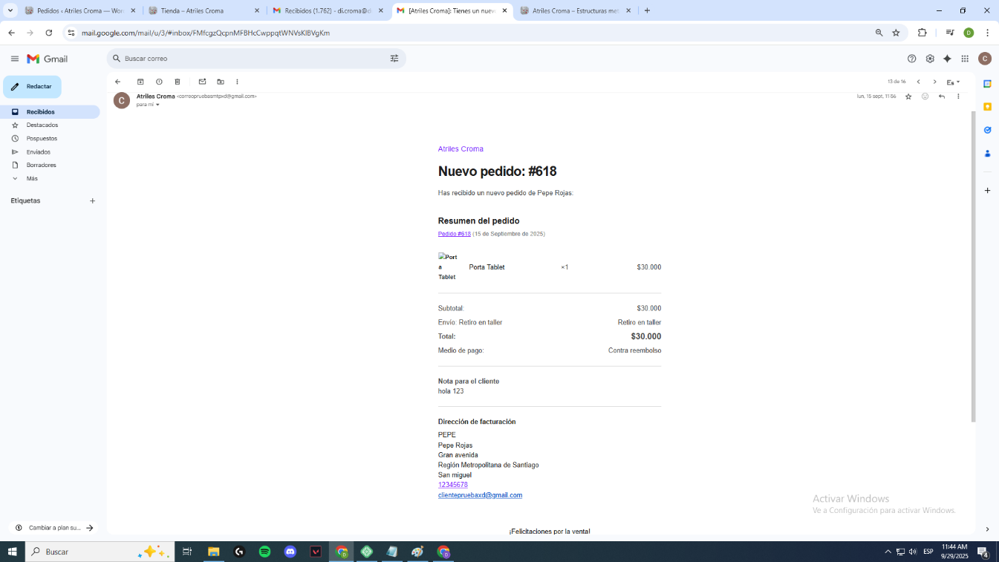 Pedidos ‹ Atriles Croma — Wor
Tienda – Atriles Croma
Recibidos (1.762) - di.croma@di
[Atriles Croma]: Tienes un nuev
Atriles Croma – Estructuras met
mail.google.com/mail/u/3/#inbox/FMfcgzQcpnMFBHcCwppqtWNVsKlBVgKm
D
Gmail
Buscar correo
C
Redactar
Recibidos
Destacados
Pospuestos
Enviados
Borradores
Más
Etiquetas
Cambiar a plan su...
13 de 16
Es
C
Atriles Croma <correopruebasmtpxd@gmail.com>
para mí
lun, 15 sept, 11:56
Atriles Croma
Nuevo pedido: #618
Has recibido un nuevo pedido de Pepe Rojas:
Resumen del pedido
Pedido #618 (15 de Septiembre de 2025)
Porta Tablet
Porta Tablet ×1 $30.000
Subtotal: $30.000
Envío: Retiro en taller Retiro en taller
Total: $30.000
Medio de pago: Contra reembolso
Nota para el cliente
hola 123
Dirección de facturación
PEPE
Pepe Rojas
Gran avenida
Región Metropolitana de Santiago
San miguel
12345678
clientepruebaxd@gmail.com
¡Felicitaciones por la venta!
Activar Windows
Ve a Configuración para activar Windows.
Buscar
ESP
11:44 AM
9/29/2025
4